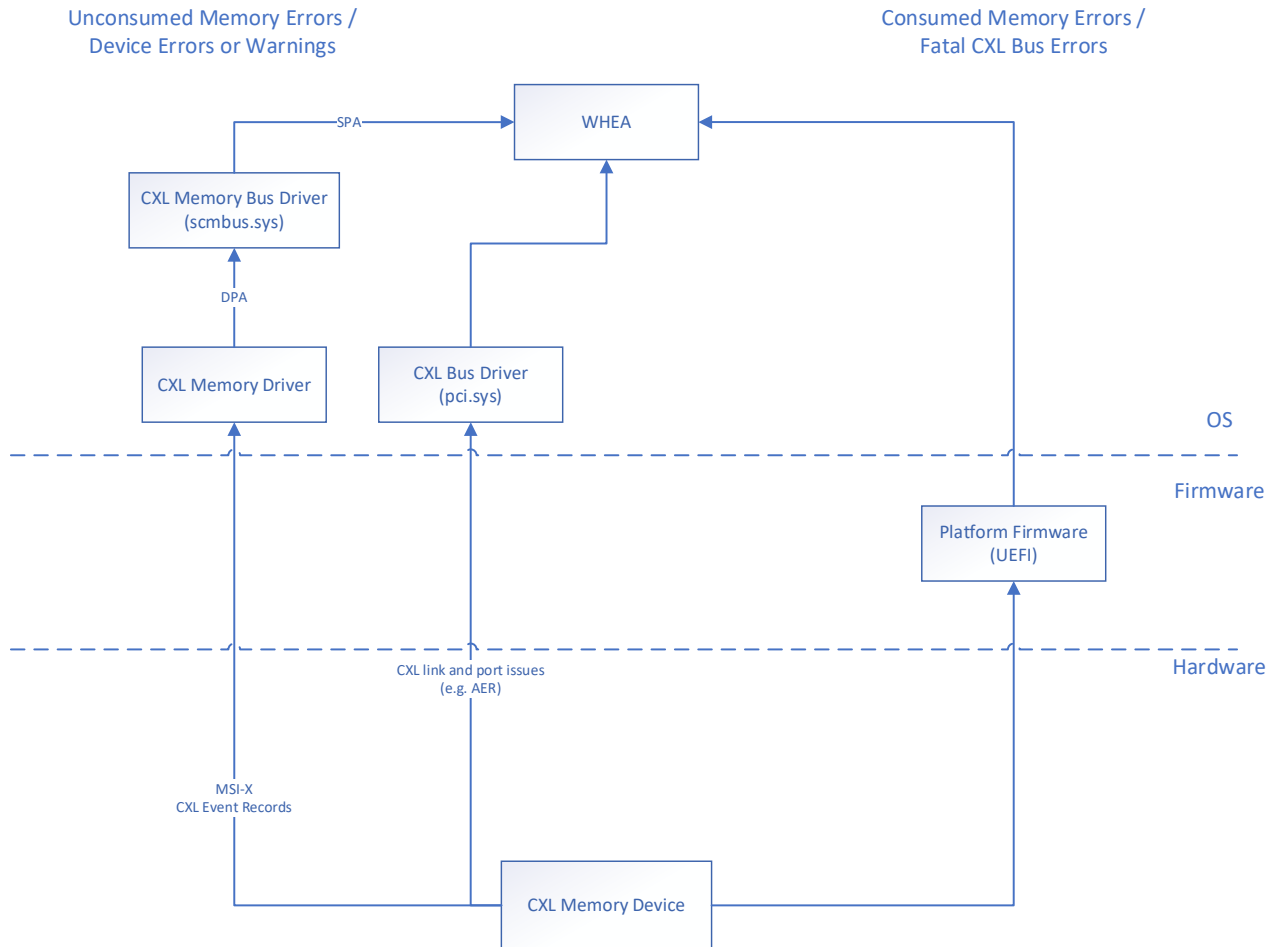 Unconsumed Memory Errors /
Device Errors or Warnings
Consumed Memory Errors /
Fatal CXL Bus Errors
SPA
WHEA
CXL Memory Bus Driver
(scmbus.sys)
DPA
CXL Memory Driver
CXL Bus Driver
(pci.sys)
OS
Firmware
Platform Firmware
(UEFI)
Hardware
CXL link and port issues
(e.g. AER)
MSI-X
CXL Event Records
CXL Memory Device